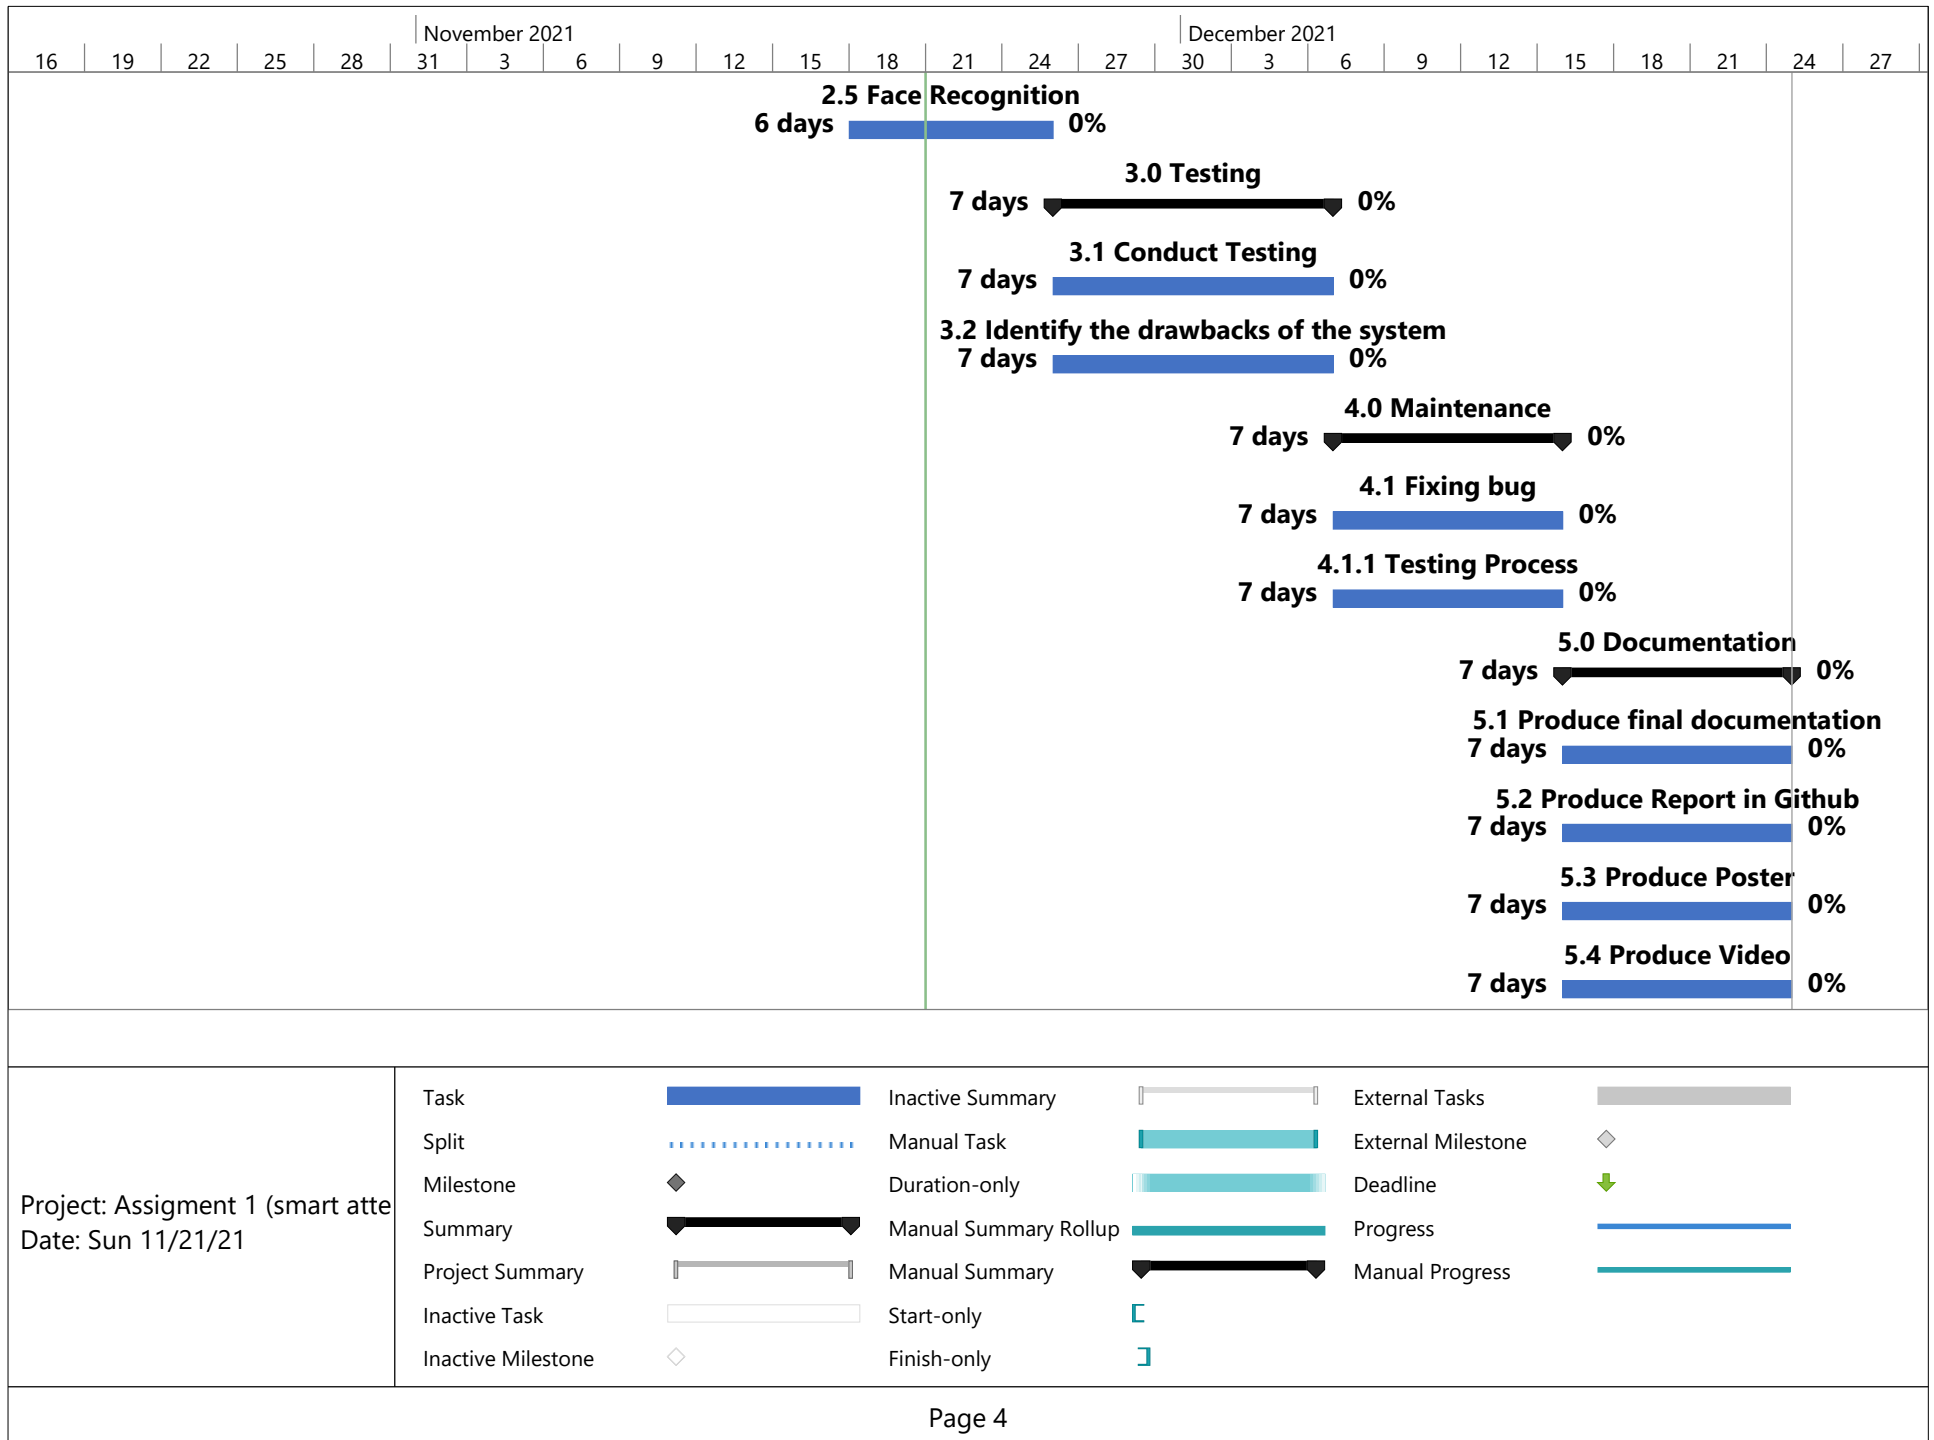 November 2021 December 2021
16 19 22 25 28 31 3 6 9 12 15 18 21 24 27 30 3 6 9 12 15 18 21 24 27
2.5 Face Recognition
6 days 0%
3.0 Testing
7 days 0%
3.1 Conduct Testing
7 days 0%
3.2 Identify the drawbacks of the system
7 days 0%
4.0 Maintenance
7 days 0%
4.1 Fixing bug
7 days 0%
4.1.1 Testing Process
7 days 0%
5.0 Documentation
7 days 0%
5.1 Produce final documentation
7 days 0%
5.2 Produce Report in Github
7 days 0%
5.3 Produce Poster
7 days 0%
5.4 Produce Video
7 days 0%
Project: Assigment 1 (smart atte
Date: Sun 11/21/21
Task
Split
Milestone
Summary
Project Summary
Inactive Task
Inactive Milestone
Inactive Summary
Manual Task
Duration-only
Manual Summary Rollup
Manual Summary
Start-only
Finish-only
External Tasks
External Milestone
Deadline
Progress
Manual Progress
Page 4